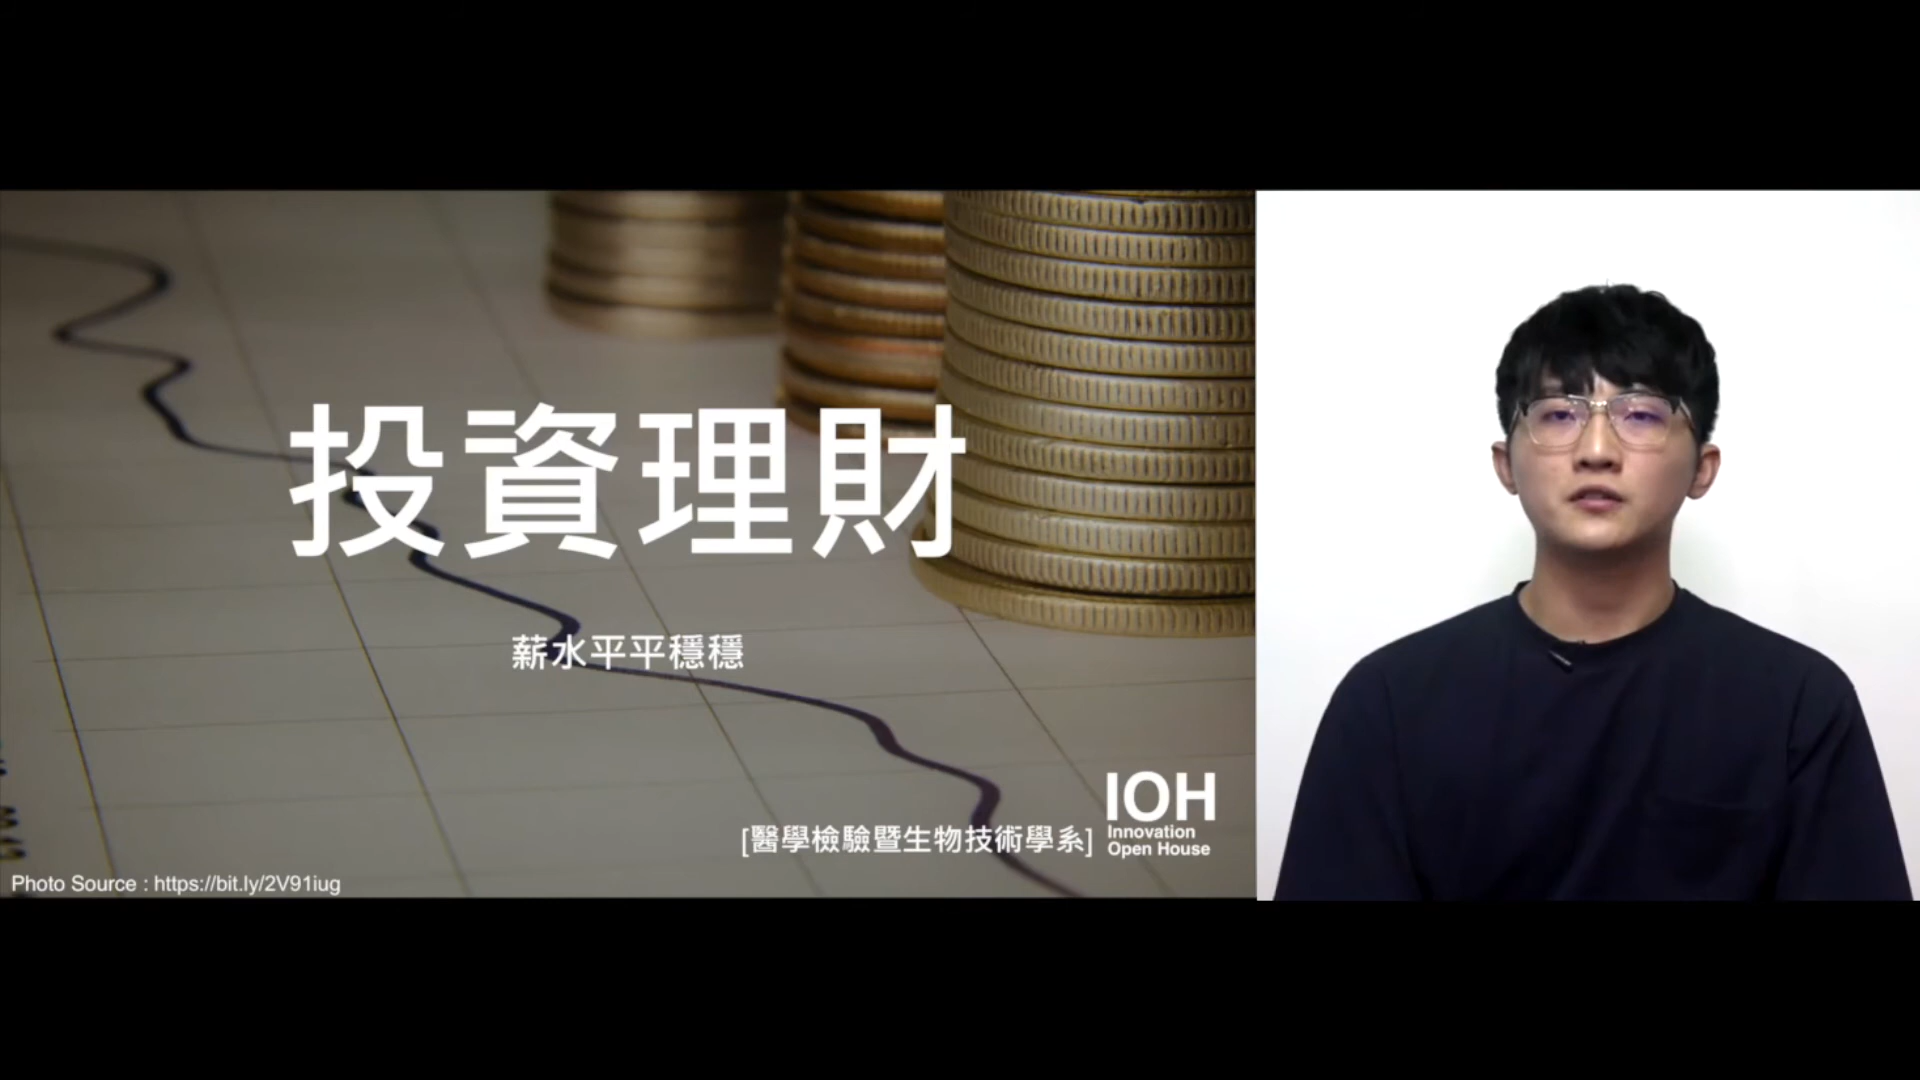 投資理財
薪水平平穩穩
IOH
Innovation
Open House
[醫學檢驗暨生物技術學系]
Photo Source : https://bit.ly/2V91iug